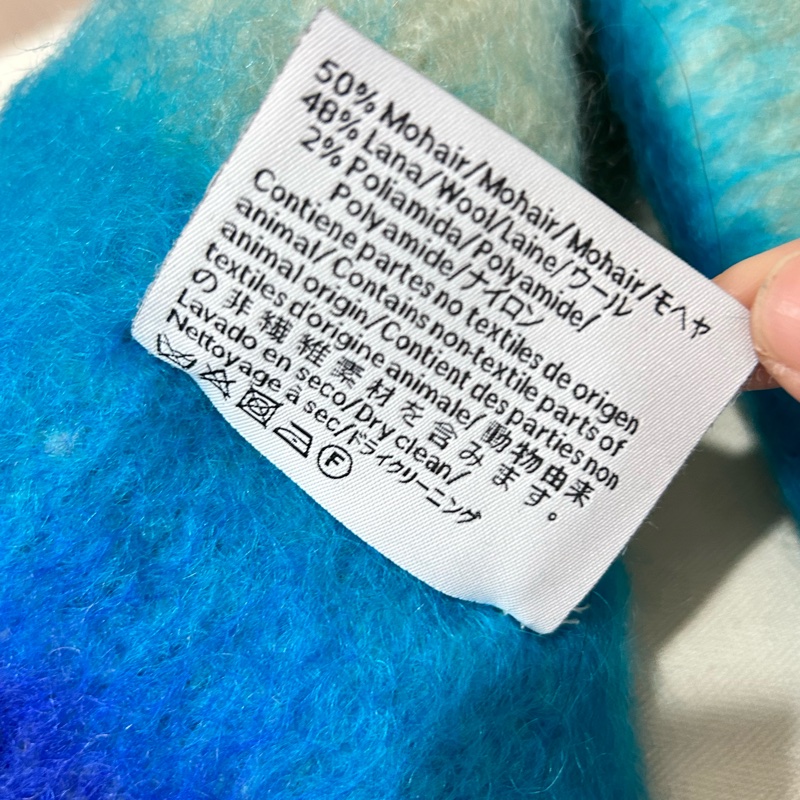 50% Mohair/Mohair/Mohair/モヘヤ
48% Lana/Wool/Laine/ウール
2% Poliamida/Polyamide/
Polyamide/ナイロン
Contiene partes no textiles de origen
animal/Contains non-textile parts of
animal origin/Contient des parties non
textiles d'origine animale/動物由来
の非繊維素材を含みます。
Lavado en seco/Dry clean/
Nettoyage à sec/ドライクリーニング
F